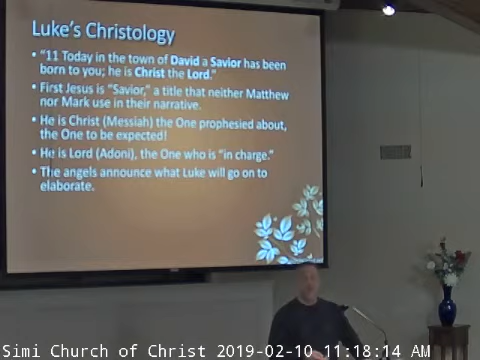 Luke's Christology
• "11 Today in the town of David a Savior has been
born to you; he is Christ the Lord."
• First Jesus is "Savior," a title that neither Matthew
nor Mark use in their narrative.
• He is Christ (Messiah) the One prophesied about,
the One to be expected!
• He is Lord (Adoni), the One who is "in charge."
• The angels announce what Luke will go on to
elaborate.
Simi Church of Christ 2019-02-10 11:18:14 AM